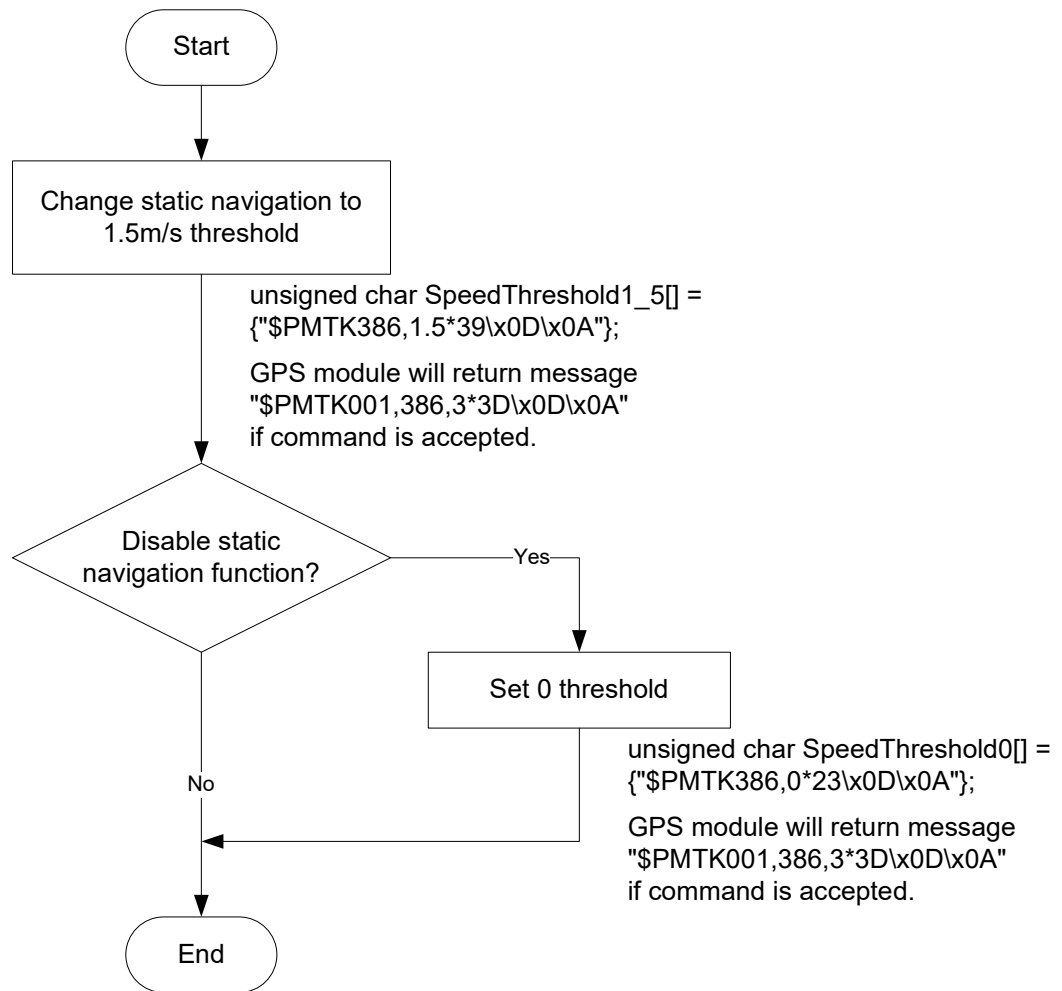 Start
Change static navigation to
1.5m/s threshold
unsigned char SpeedThreshold1_5[] =
{"$PMTK386,1.5*39\x0D\x0A"};
GPS module will return message
"$PMTK001,386,3*3D\x0D\x0A"
if command is accepted.
Disable static
navigation function?
Yes
Set 0 threshold
unsigned char SpeedThreshold0[] =
{"$PMTK386,0*23\x0D\x0A"};
No
GPS module will return message
"$PMTK001,386,3*3D\x0D\x0A"
if command is accepted.
End